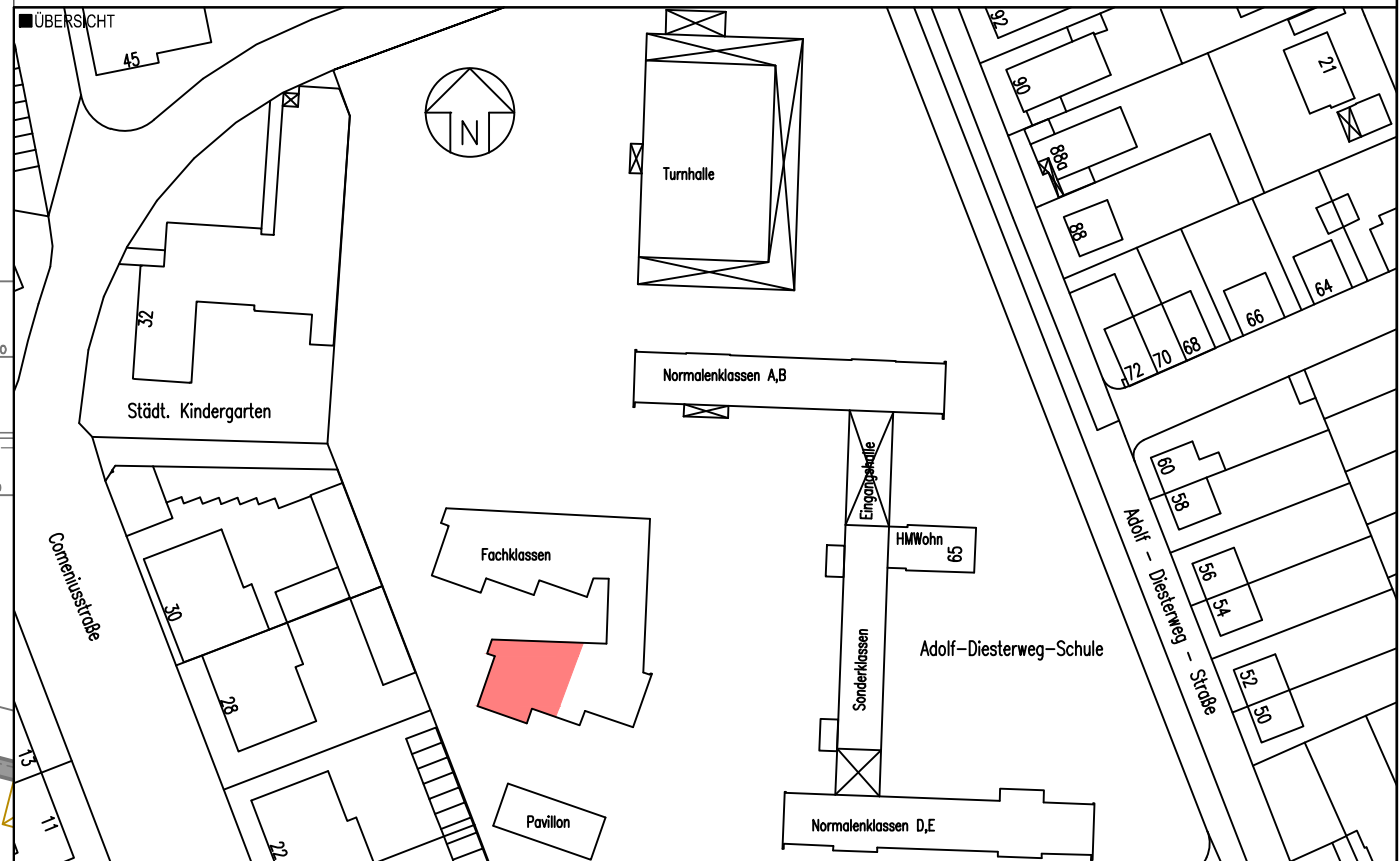 ÜBERSICHT
45
92
90
21
88a
88
N
Turnhalle
32
64
66
68
70
72
Normalenklassen A,B
Städt. Kindergarten
Eingangshalle
60
58
HMWohn
65
Fachklassen
Comeniusstraße
Adolf - Diesterweg - Straße
56
54
30
Sonderklassen
Adolf-Diesterweg-Schule
52
50
28
13
11
22
Pavillon
Normalenklassen D,E